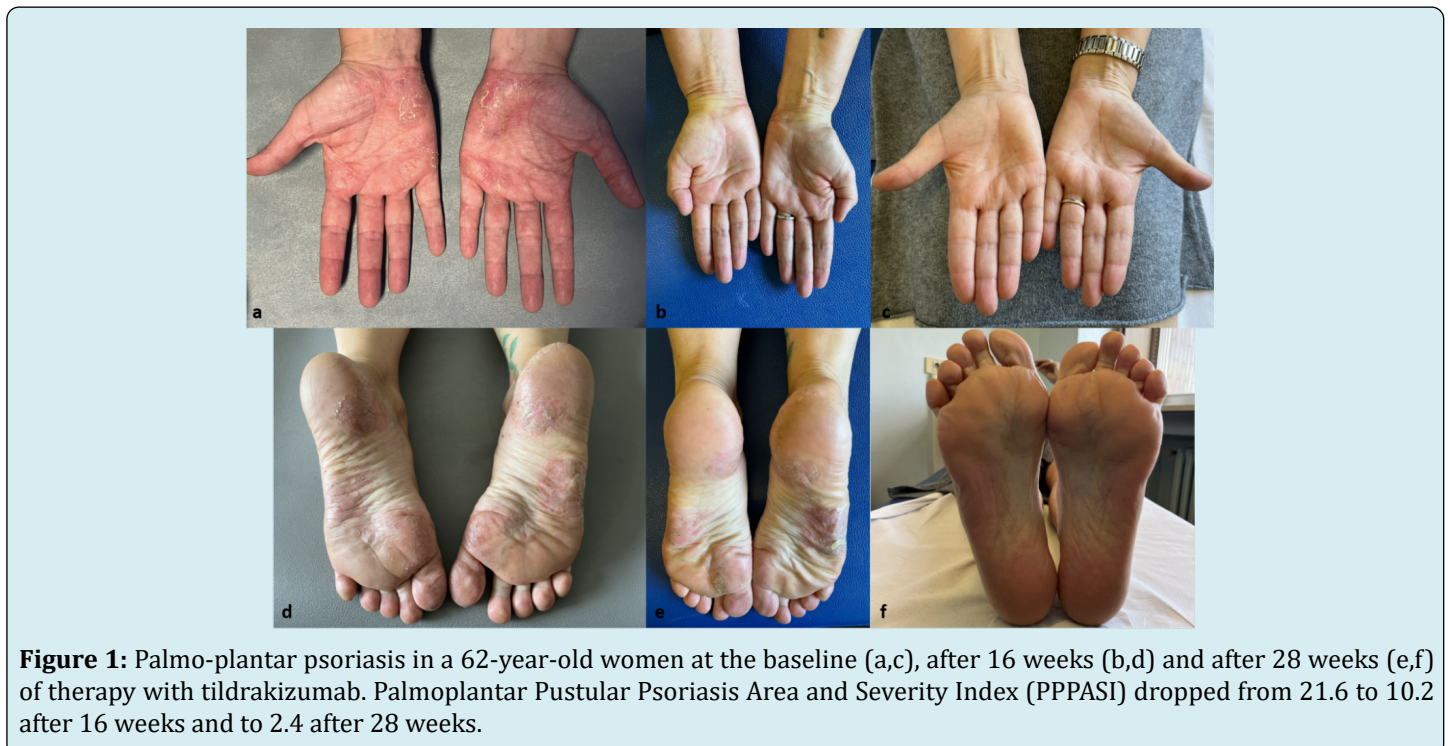 a
b
c
d
e
f
Figure 1: Palmo-plantar psoriasis in a 62-year-old women at the baseline (a,c), after 16 weeks (b,d) and after 28 weeks (e,f)
of therapy with tildrakizumab. Palmoplantar Pustular Psoriasis Area and Severity Index (PPPASI) dropped from 21.6 to 10.2
after 16 weeks and to 2.4 after 28 weeks.